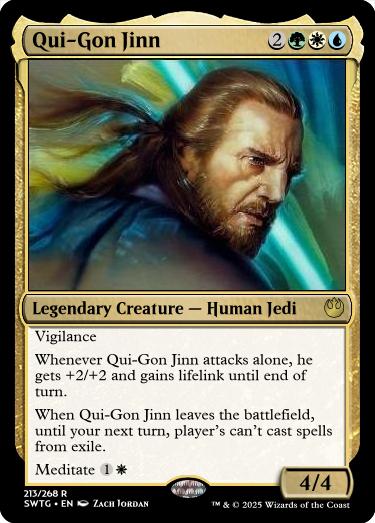 Qui-Gon Jinn 2
Legendary Creature — Human Jedi
Vigilance
Whenever Qui-Gon Jinn attacks alone, he
gets +2/+2 and gains lifelink until end of
turn.
When Qui-Gon Jinn leaves the battlefield,
until your next turn, player's can't cast spells
from exile.
Meditate 1
4/4
213/268 R
SWTG • EN Zach Jordan
™ & © 2025 Wizards of the Coast